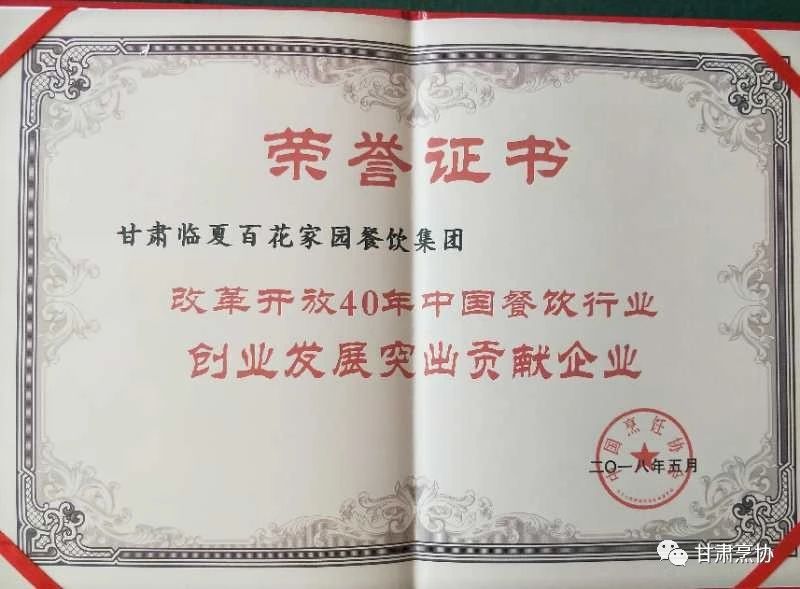 荣誉证书
甘肃临夏百花家园餐饮集团
改革开放40年中国餐饮行业
创业发展突出贡献企业
中国烹饪协会
二〇一八年五月
甘肃烹协